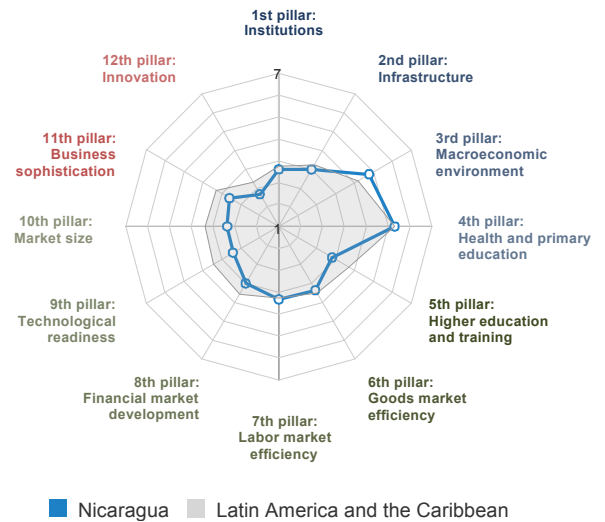 1st pillar:
Institutions
2nd pillar:
Infrastructure
3rd pillar:
Macroeconomic
environment
4th pillar:
Health and primary
education
5th pillar:
Higher education
and training
6th pillar:
Goods market
efficiency
7th pillar:
Labor market
efficiency
8th pillar:
Financial market
development
9th pillar:
Technological
readiness
10th pillar:
Market size
11th pillar:
Business
sophistication
12th pillar:
Innovation
7
1
Nicaragua
Latin America and the Caribbean